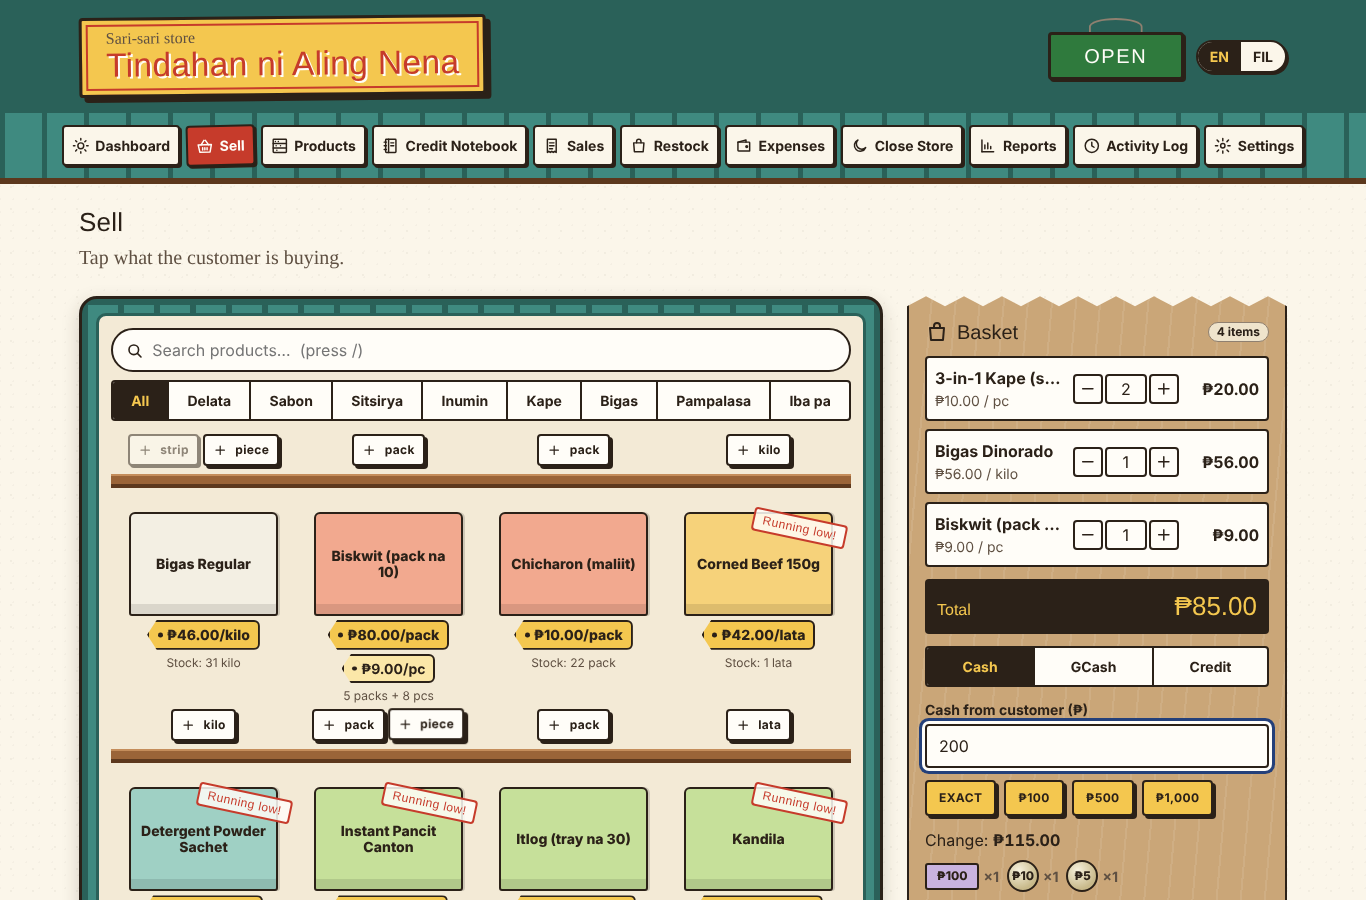 Sari-sari store
Tindahan ni Aling Nena
OPEN
EN FIL
Dashboard Sell Products Credit Notebook Sales Restock Expenses Close Store Reports Activity Log Settings
Sell
Tap what the customer is buying.
Search products... (press /)
All Delata Sabon Sitsirya Inumin Kape Bigas Pampalasa Iba pa
+ strip + piece + pack + pack + kilo
Bigas Regular
₱46.00/kilo
Stock: 31 kilo
+ kilo
Biskwit (pack na
10)
₱80.00/pack
₱9.00/pc
5 packs + 8 pcs
+ pack + piece
Chicharon (maliit)
₱10.00/pack
Stock: 22 pack
+ pack
Running low!
Corned Beef 150g
₱42.00/lata
Stock: 1 lata
+ lata
Running low!
Detergent Powder
Sachet
Running low!
Instant Pancit
Canton
Itlog (tray na 30)
Running low!
Kandila
Basket 4 items
3-in-1 Kape (s... − 2 + ₱20.00
₱10.00 / pc
Bigas Dinorado − 1 + ₱56.00
₱56.00 / kilo
Biskwit (pack ... − 1 + ₱9.00
₱9.00 / pc
Total ₱85.00
Cash GCash Credit
Cash from customer (₱)
200
EXACT ₱100 ₱500 ₱1,000
Change: ₱115.00
₱100 ×1 ₱10 ×1 ₱5 ×1